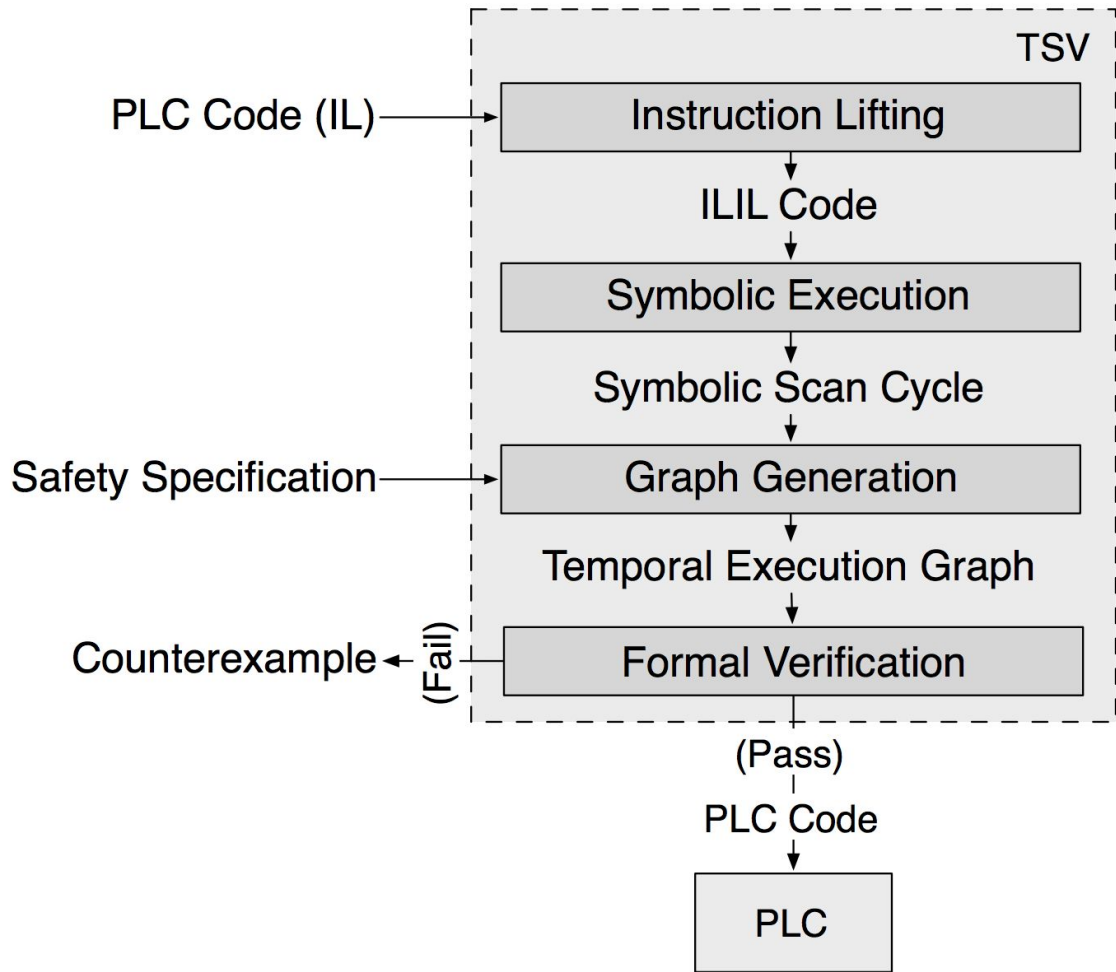 TSV
PLC Code (IL)
Instruction Lifting
ILIL Code
Symbolic Execution
Symbolic Scan Cycle
Safety Specification
Graph Generation
Temporal Execution Graph
Counterexample
(Fail)
Formal Verification
(Pass)
PLC Code
PLC